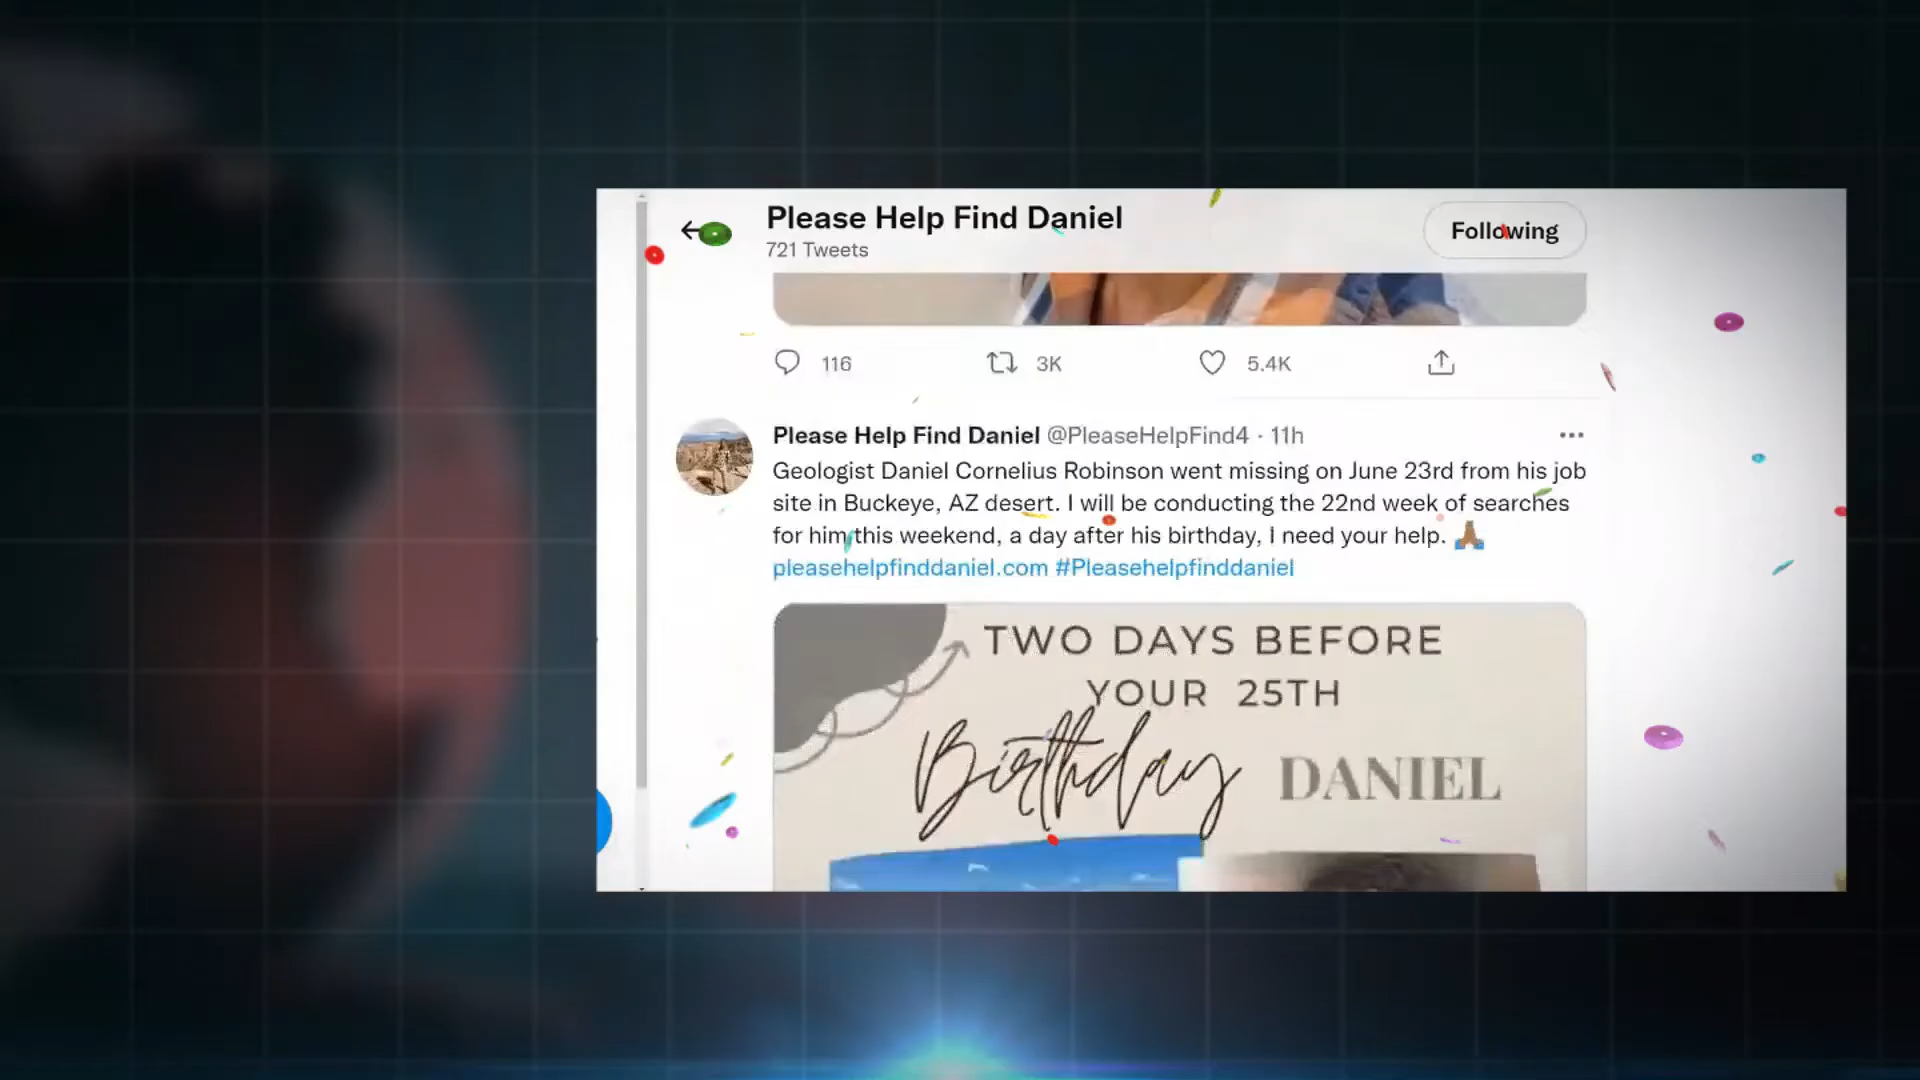 Please Help Find Daniel
721 Tweets
Following
116
3K
5.4K
Please Help Find Daniel @PleaseHelpFind4 · 11h
Geologist Daniel Cornelius Robinson went missing on June 23rd from his job
site in Buckeye, AZ desert. I will be conducting the 22nd week of searches
for him this weekend, a day after his birthday, I need your help. 🙏🏾
pleasehelpfinddaniel.com #Pleasehelpfinddaniel
TWO DAYS BEFORE
YOUR 25TH
Birthday DANIEL